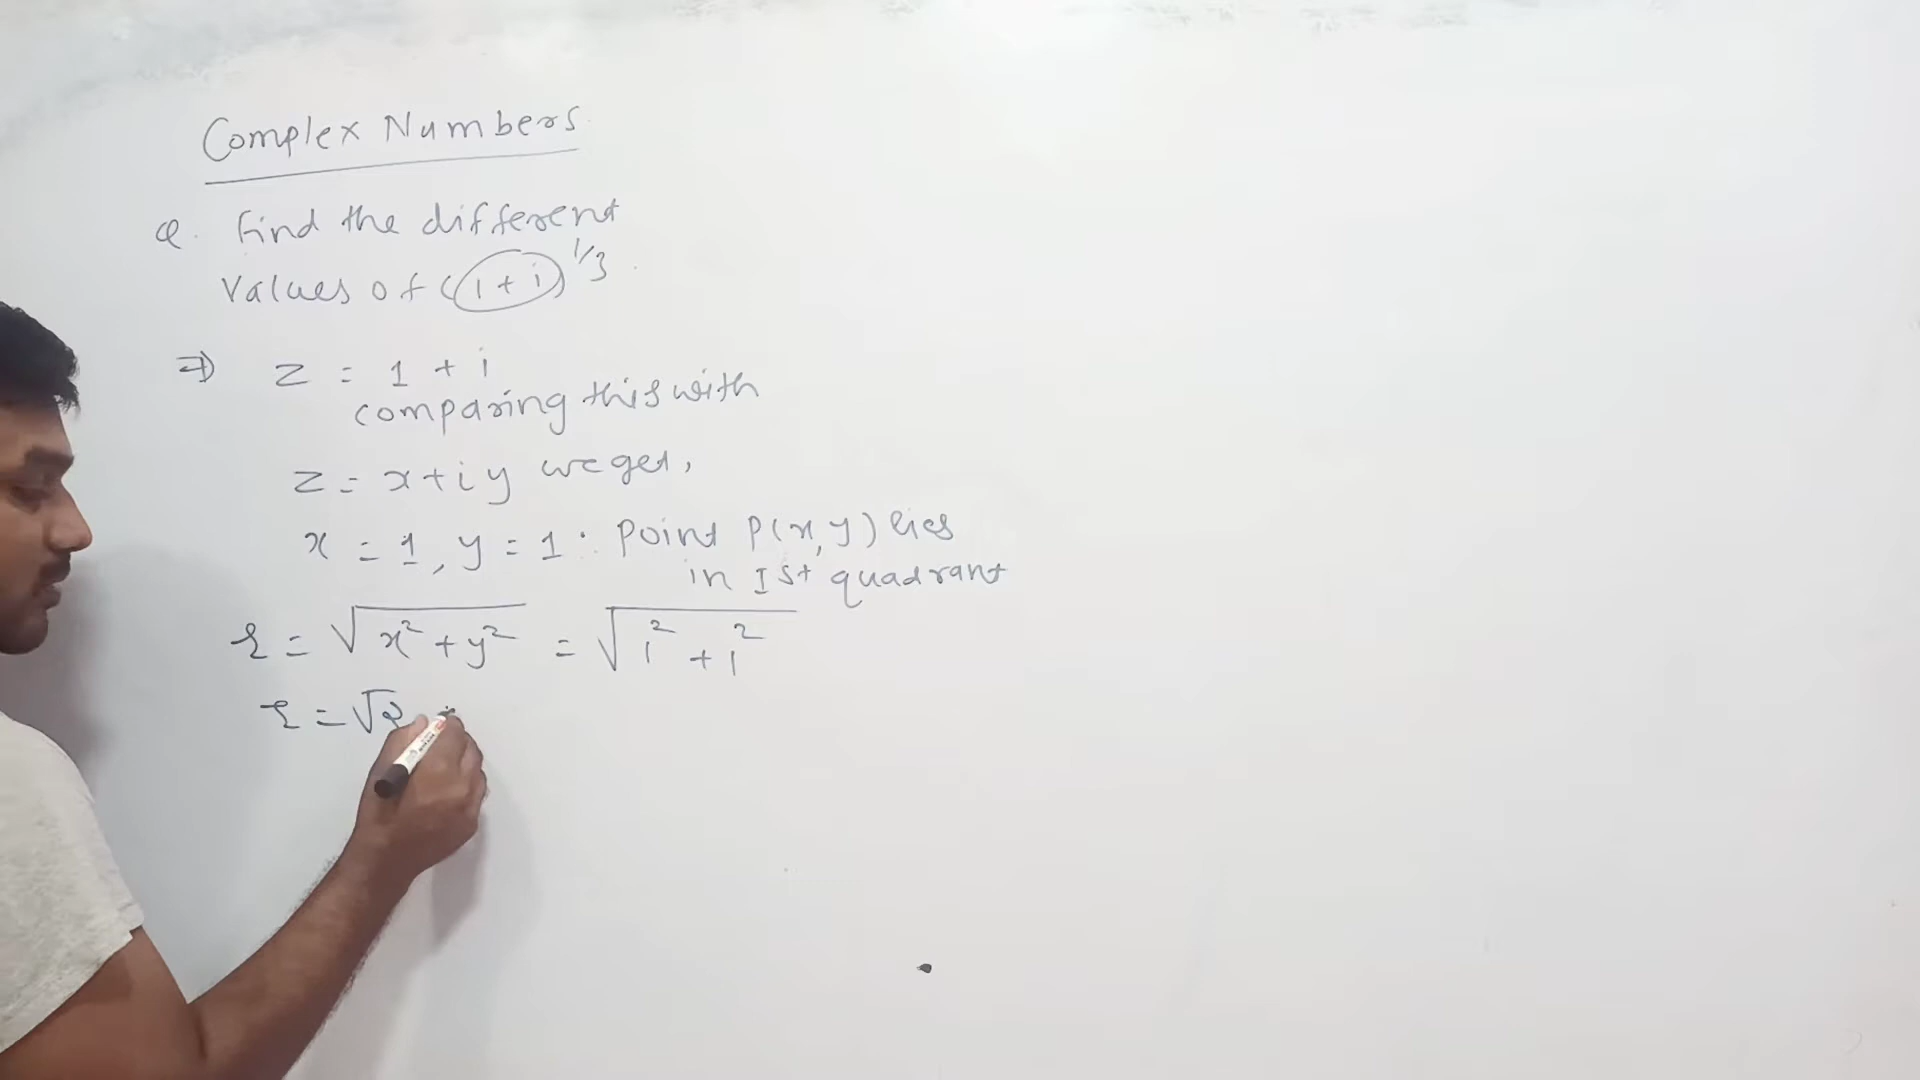 Complex Numbers
Q. Find the different
values of (1+i)^1/3.
⇒ z = 1 + i
comparing this with
z = x+iy we get,
x = 1, y = 1 ∴ Point P(x,y) lies
in Ist quadrant
r = √x²+y² = √1²+1²
r = √2